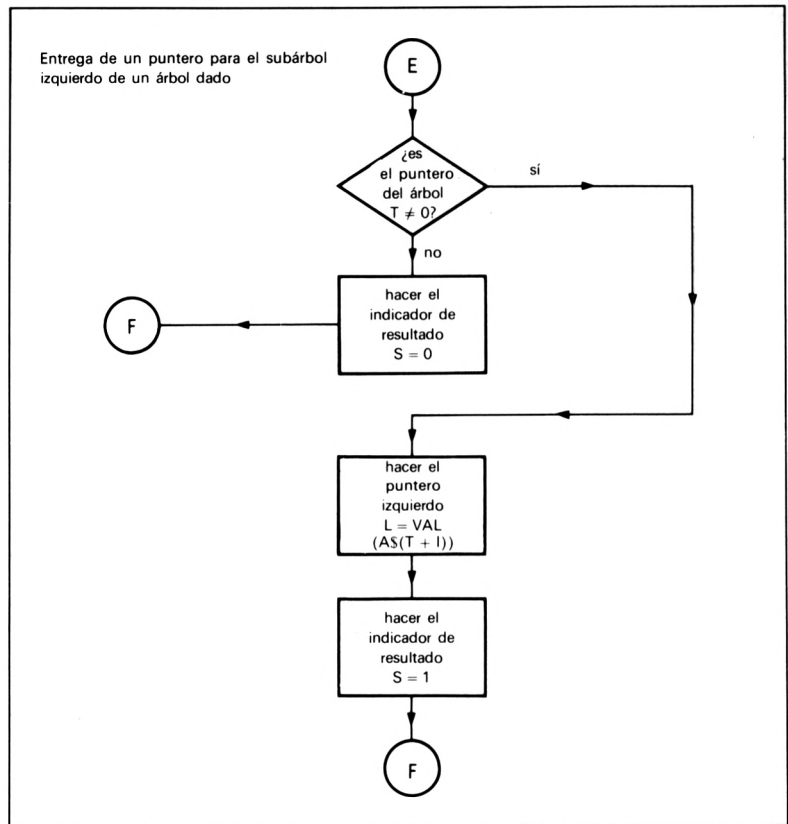 Entrega de un puntero para el subárbol
izquierdo de un árbol dado
E
¿es
el puntero
del árbol
T ≠ 0?
sí
no
hacer el
indicador de
resultado
S = 0
F
hacer el
puntero
izquierdo
L = VAL
(A$(T + I))
hacer el
indicador de
resultado
S = 1
F